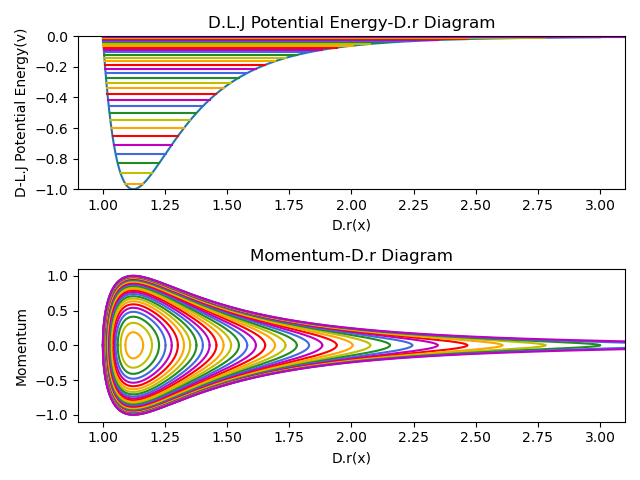 D.L.J Potential Energy-D.r Diagram
D-L.J Potential Energy(v)
0.0
−0.2
−0.4
−0.6
−0.8
−1.0
1.00 1.25 1.50 1.75 2.00 2.25 2.50 2.75 3.00
D.r(x)
Momentum-D.r Diagram
Momentum
1.0
0.5
0.0
−0.5
−1.0
1.00 1.25 1.50 1.75 2.00 2.25 2.50 2.75 3.00
D.r(x)